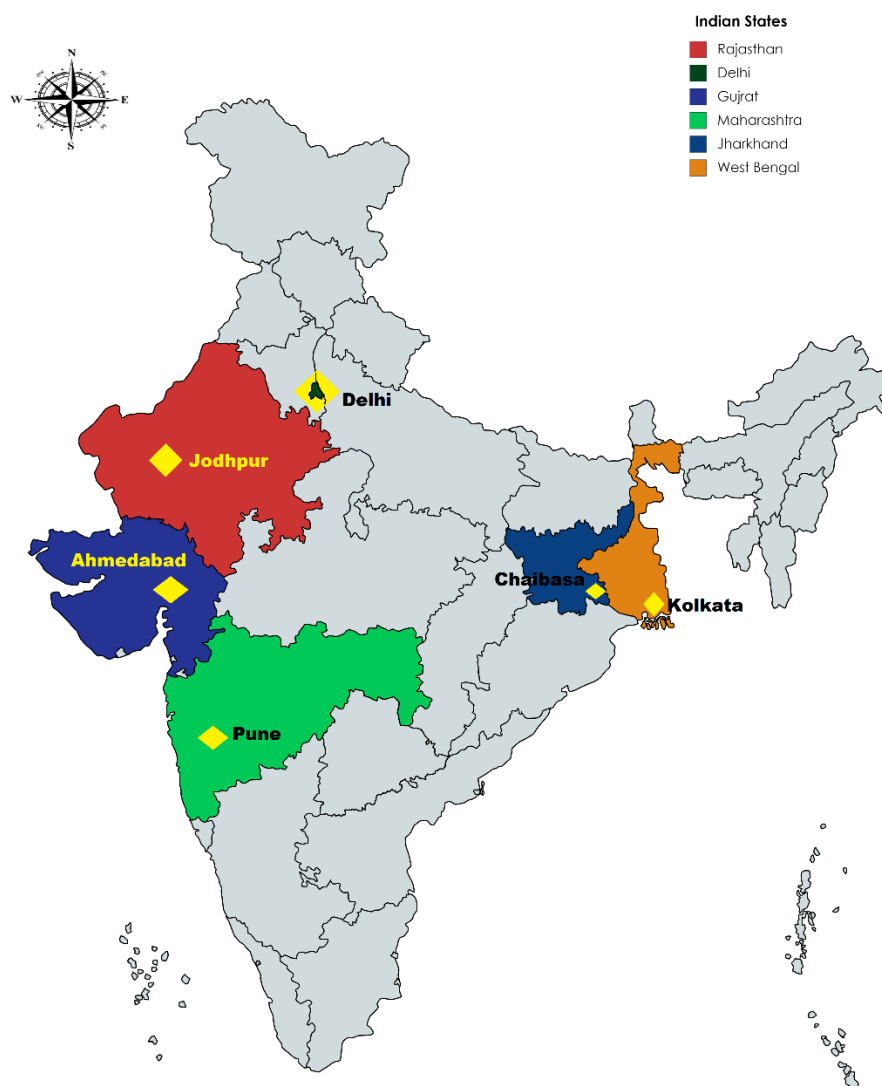 Indian States
Rajasthan
Delhi
Gujrat
Maharashtra
Jharkhand
West Bengal
N
W E
S
Delhi
Jodhpur
Ahmedabad
Chaibasa
Kolkata
Pune